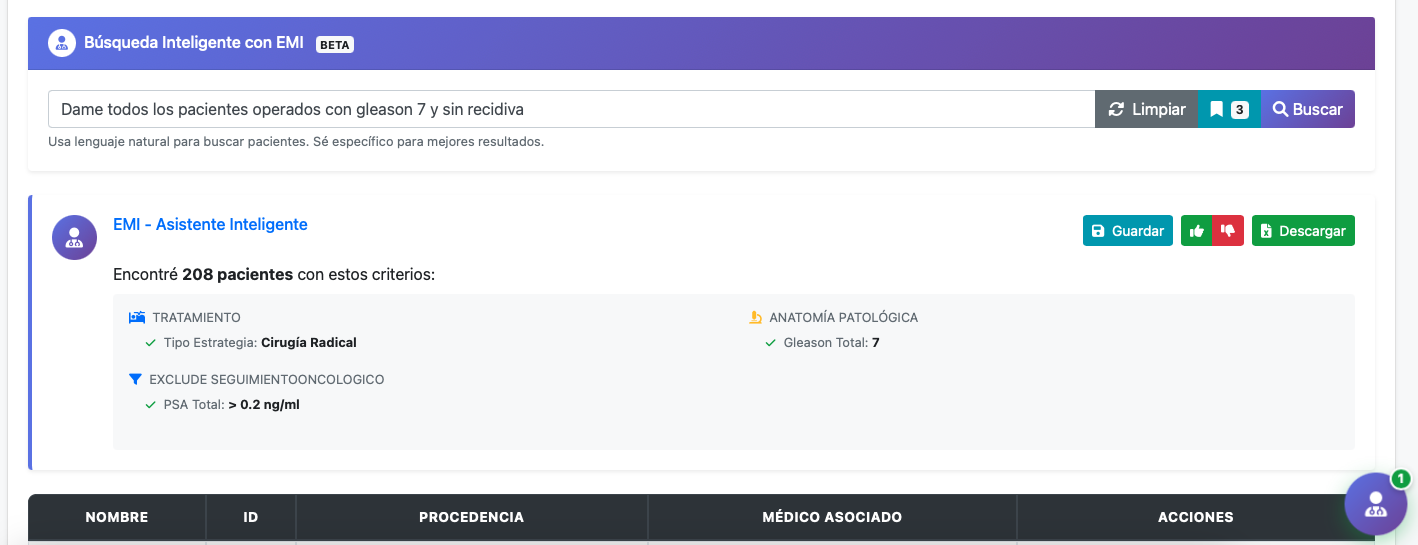 Búsqueda Inteligente con EMI BETA
Dame todos los pacientes operados con gleason 7 y sin recidiva
Limpiar
3
Buscar
Usa lenguaje natural para buscar pacientes. Sé específico para mejores resultados.
EMI - Asistente Inteligente
Guardar
Descargar
Encontré 208 pacientes con estos criterios:
TRATAMIENTO
Tipo Estrategia: Cirugía Radical
ANATOMÍA PATOLÓGICA
Gleason Total: 7
EXCLUDE SEGUIMIENTOONCOLOGICO
PSA Total: > 0.2 ng/ml
1
NOMBRE ID PROCEDENCIA MÉDICO ASOCIADO ACCIONES